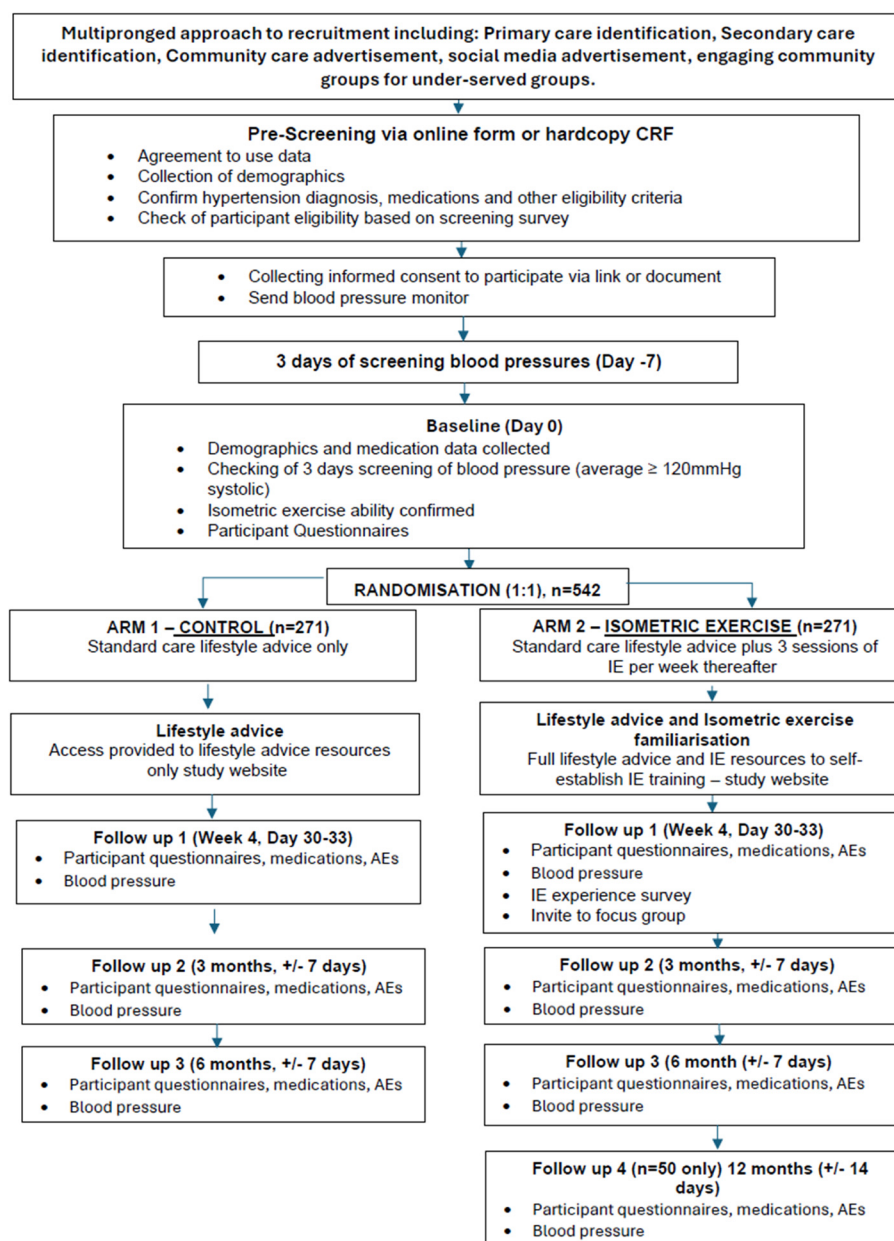 Multipronged approach to recruitment including: Primary care identification, Secondary care
identification, Community care advertisement, social media advertisement, engaging community
groups for under-served groups.
Pre-Screening via online form or hardcopy CRF
• Agreement to use data
• Collection of demographics
• Confirm hypertension diagnosis, medications and other eligibility criteria
• Check of participant eligibility based on screening survey
• Collecting informed consent to participate via link or document
• Send blood pressure monitor
3 days of screening blood pressures (Day -7)
Baseline (Day 0)
• Demographics and medication data collected
• Checking of 3 days screening of blood pressure (average ≥ 120mmHg
systolic)
• Isometric exercise ability confirmed
• Participant Questionnaires
RANDOMISATION (1:1), n=542
ARM 1 – CONTROL (n=271)
Standard care lifestyle advice only
Lifestyle advice
Access provided to lifestyle advice resources
only study website
Follow up 1 (Week 4, Day 30-33)
• Participant questionnaires, medications, AEs
• Blood pressure
Follow up 2 (3 months, +/- 7 days)
• Participant questionnaires, medications, AEs
• Blood pressure
Follow up 3 (6 months, +/- 7 days)
• Participant questionnaires, medications, AEs
• Blood pressure
ARM 2 – ISOMETRIC EXERCISE (n=271)
Standard care lifestyle advice plus 3 sessions of
IE per week thereafter
Lifestyle advice and Isometric exercise
familiarisation
Full lifestyle advice and IE resources to self-
establish IE training – study website
Follow up 1 (Week 4, Day 30-33)
• Participant questionnaires, medications, AEs
• Blood pressure
• IE experience survey
• Invite to focus group
Follow up 2 (3 months, +/- 7 days)
• Participant questionnaires, medications, AEs
• Blood pressure
Follow up 3 (6 month (+/- 7 days)
• Participant questionnaires, medications, AEs
• Blood pressure
Follow up 4 (n=50 only) 12 months (+/- 14
days)
• Participant questionnaires, medications, AEs
• Blood pressure